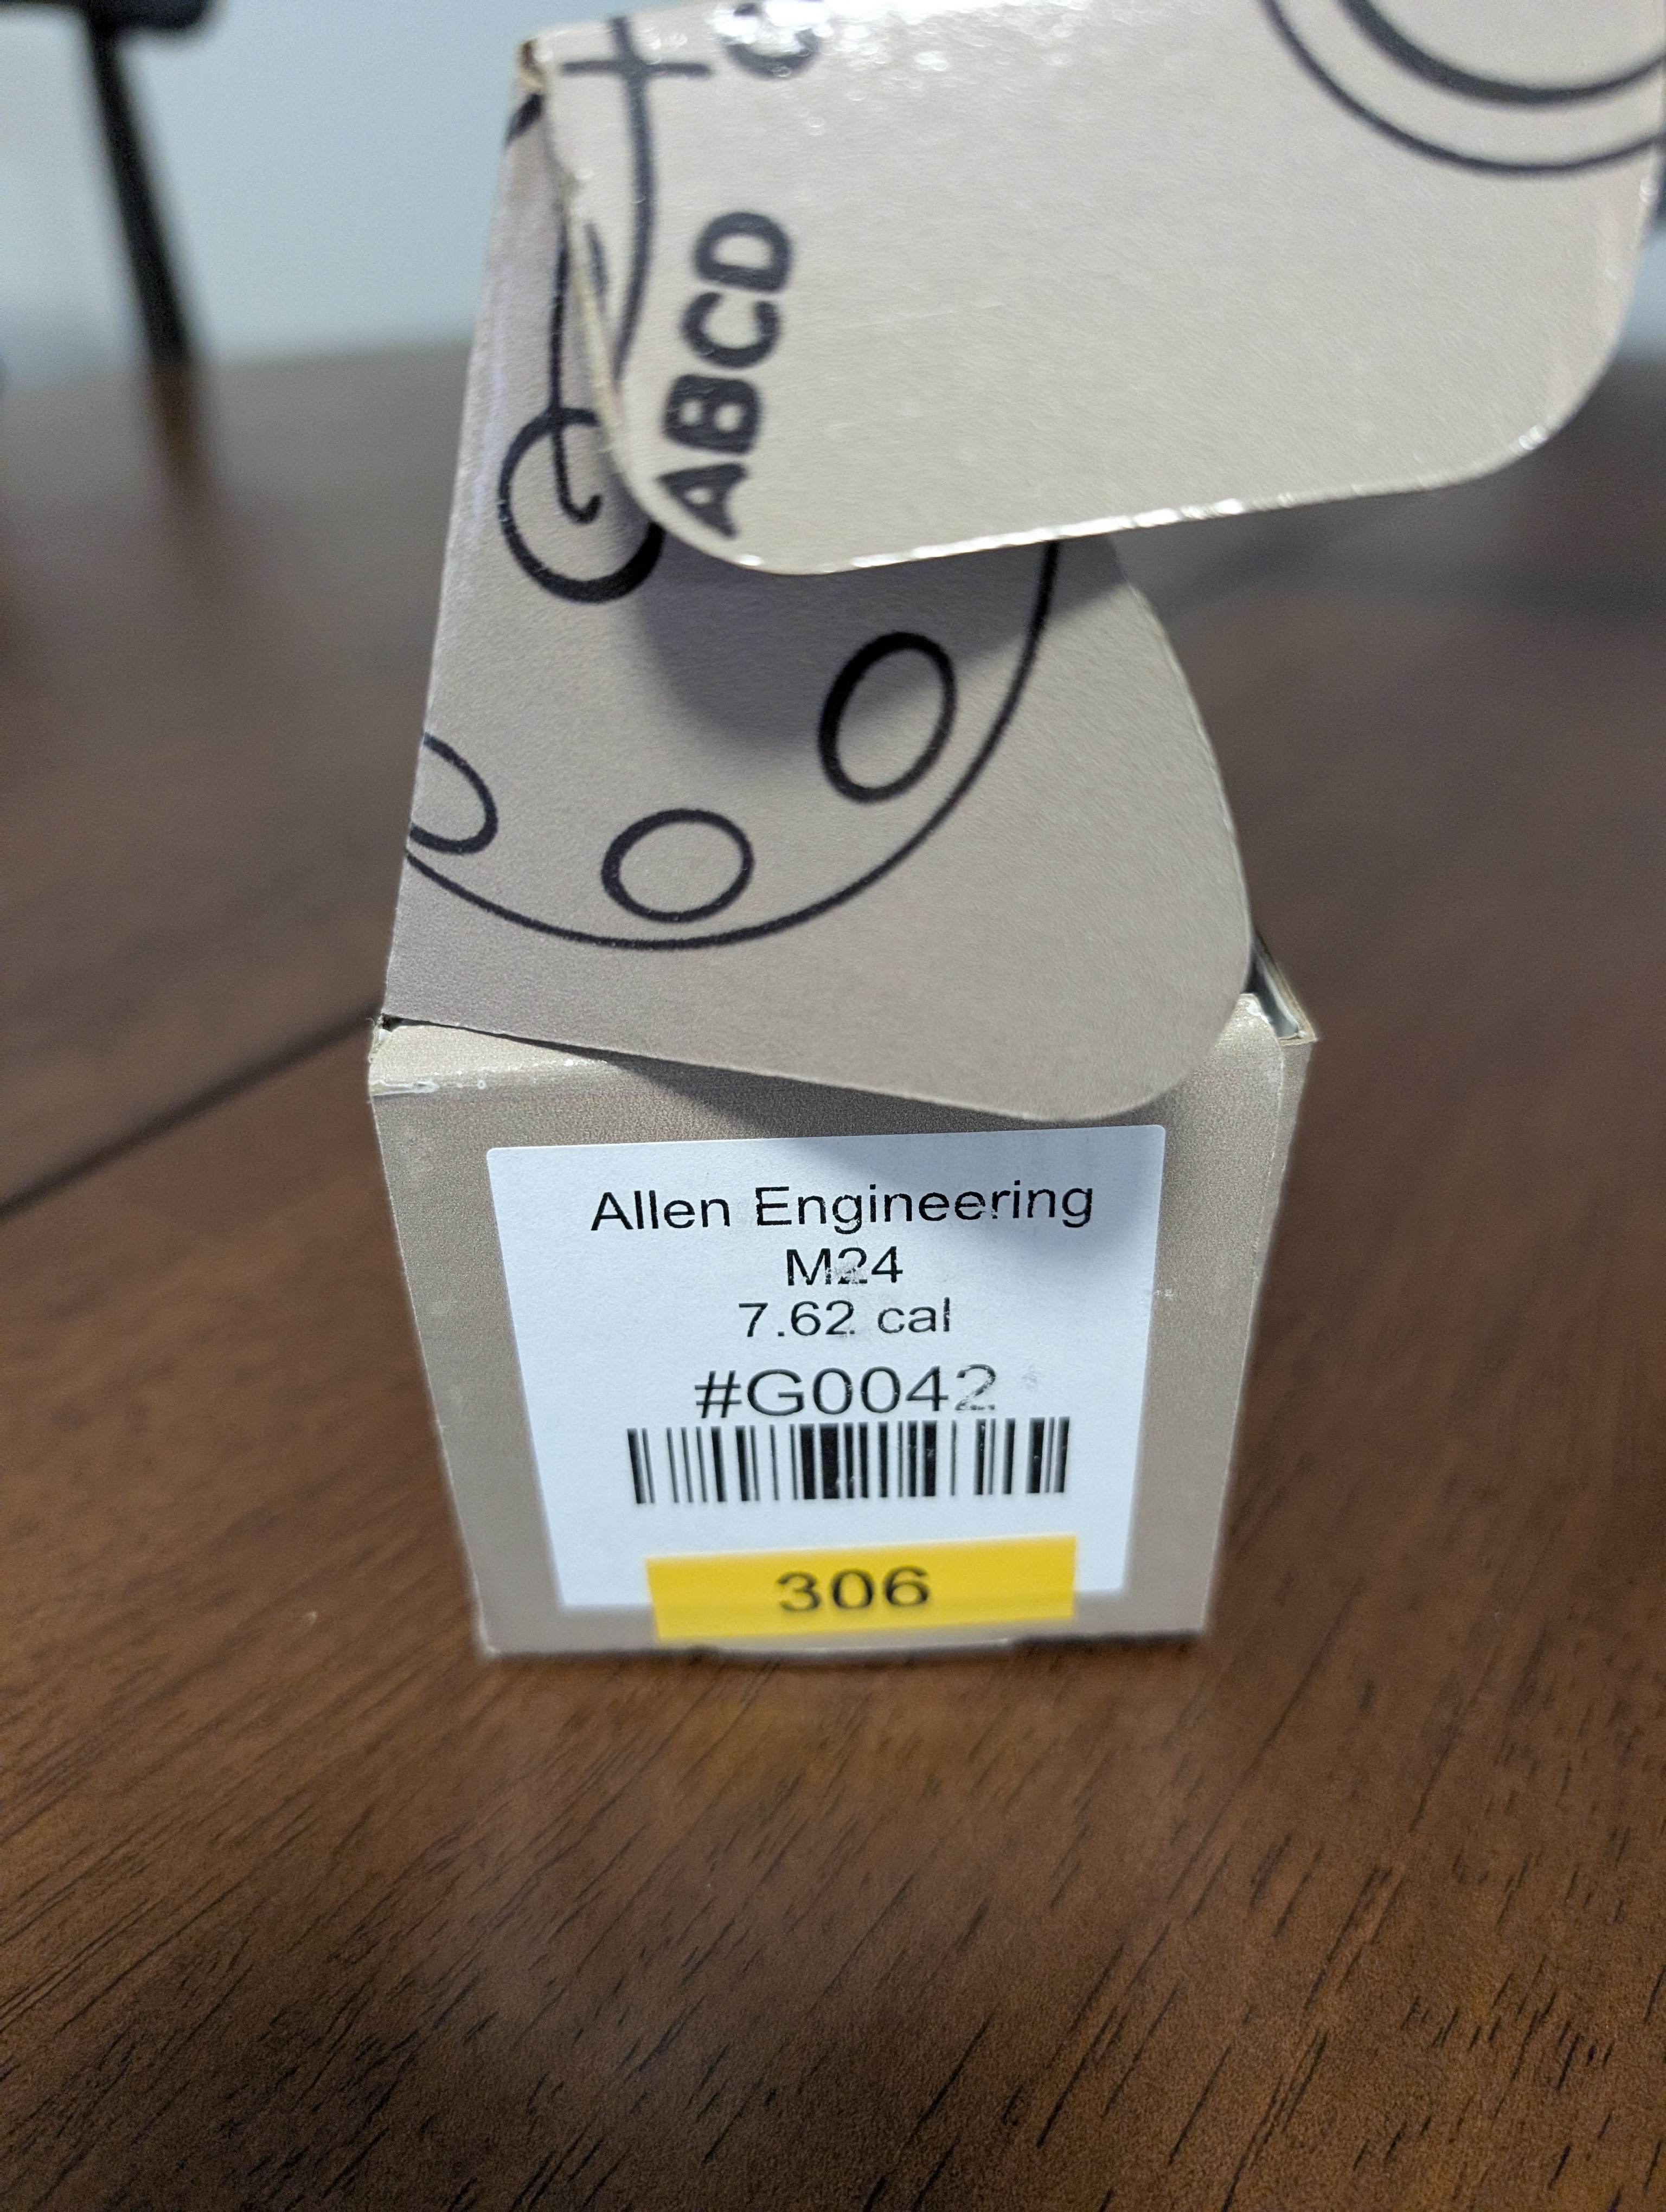 ABCD
Allen Engineering
M24
7.62 cal
#G0042
306